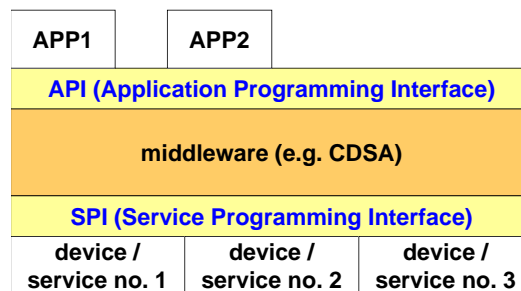 APP1 APP2
API (Application Programming Interface)
middleware (e.g. CDSA)
SPI (Service Programming Interface)
device / device / device /
service no. 1 service no. 2 service no. 3